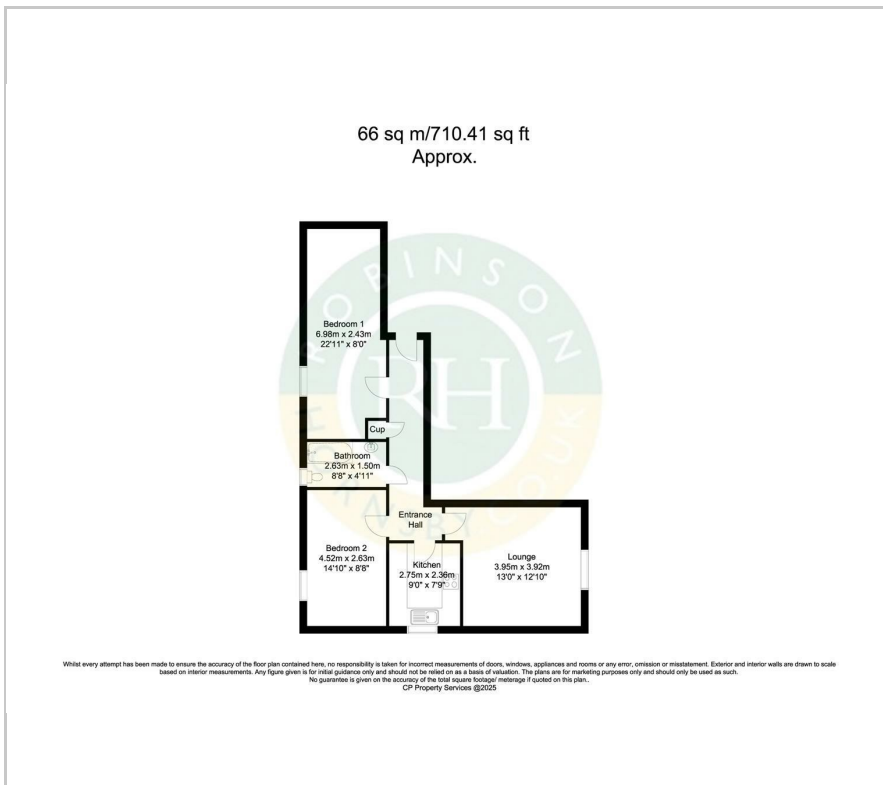 66 sq m/710.41 sq ft
Approx.
ROBINSON
RH
HORNSBY.CO.UK
Bedroom 1
6.98m x 2.43m
22'11" x 8'0"
Cup
Bathroom
2.63m x 1.50m
8'8" x 4'11"
Entrance
Hall
Bedroom 2
4.52m x 2.63m
14'10" x 8'8"
Kitchen
2.75m x 2.36m
9'0" x 7'9"
Lounge
3.95m x 3.92m
13'0" x 12'10"
Whilst every attempt has been made to ensure the accuracy of the floor plan contained here, no responsibility is taken for incorrect measurements of doors, windows, appliances and rooms or any error, omission or misstatement. Exterior and interior walls are drawn to scale
based on interior measurements. Any figure given is for initial guidance only and should not be relied on as a basis of valuation. The plans are for marketing purposes only and should only be used as such.
No guarantee is given on the accuracy of the total square footage/ meterage if quoted on this plan..
CP Property Services @2025